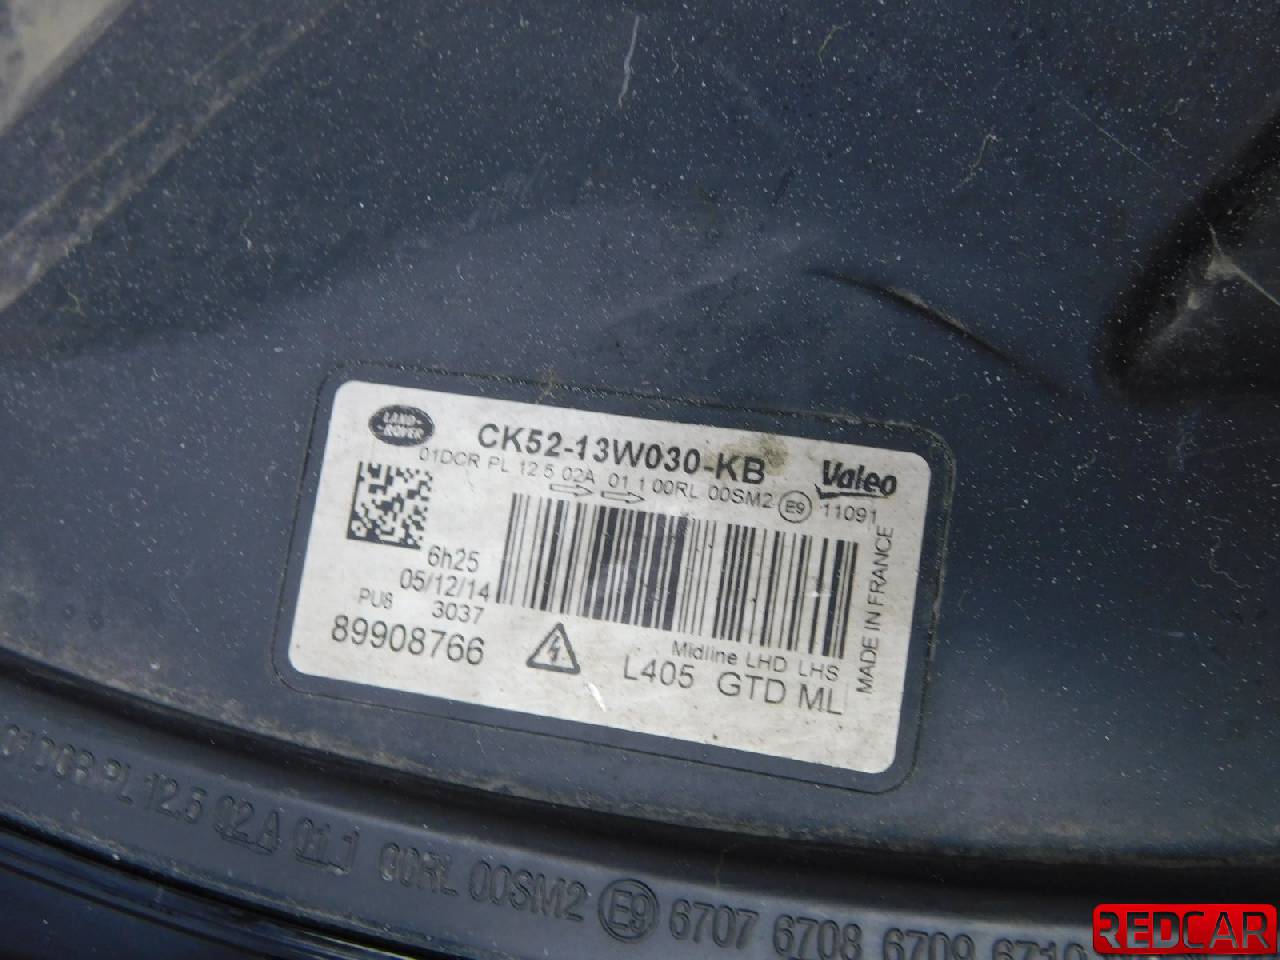 LAND-
-ROVER
CK52-13W030-KB
Valeo
01DCR PL 12.5 02A 01 1 00RL 00SM2 E9 11091
6h25
05/12/14
PU8 3037
89908766
Midline LHD LHS
L405 GTD ML
MADE IN FRANCE
01DCR PL 12.5 02A 01.1 00RL 00SM2 E9 6707 6708 6709 6710
REDCAR